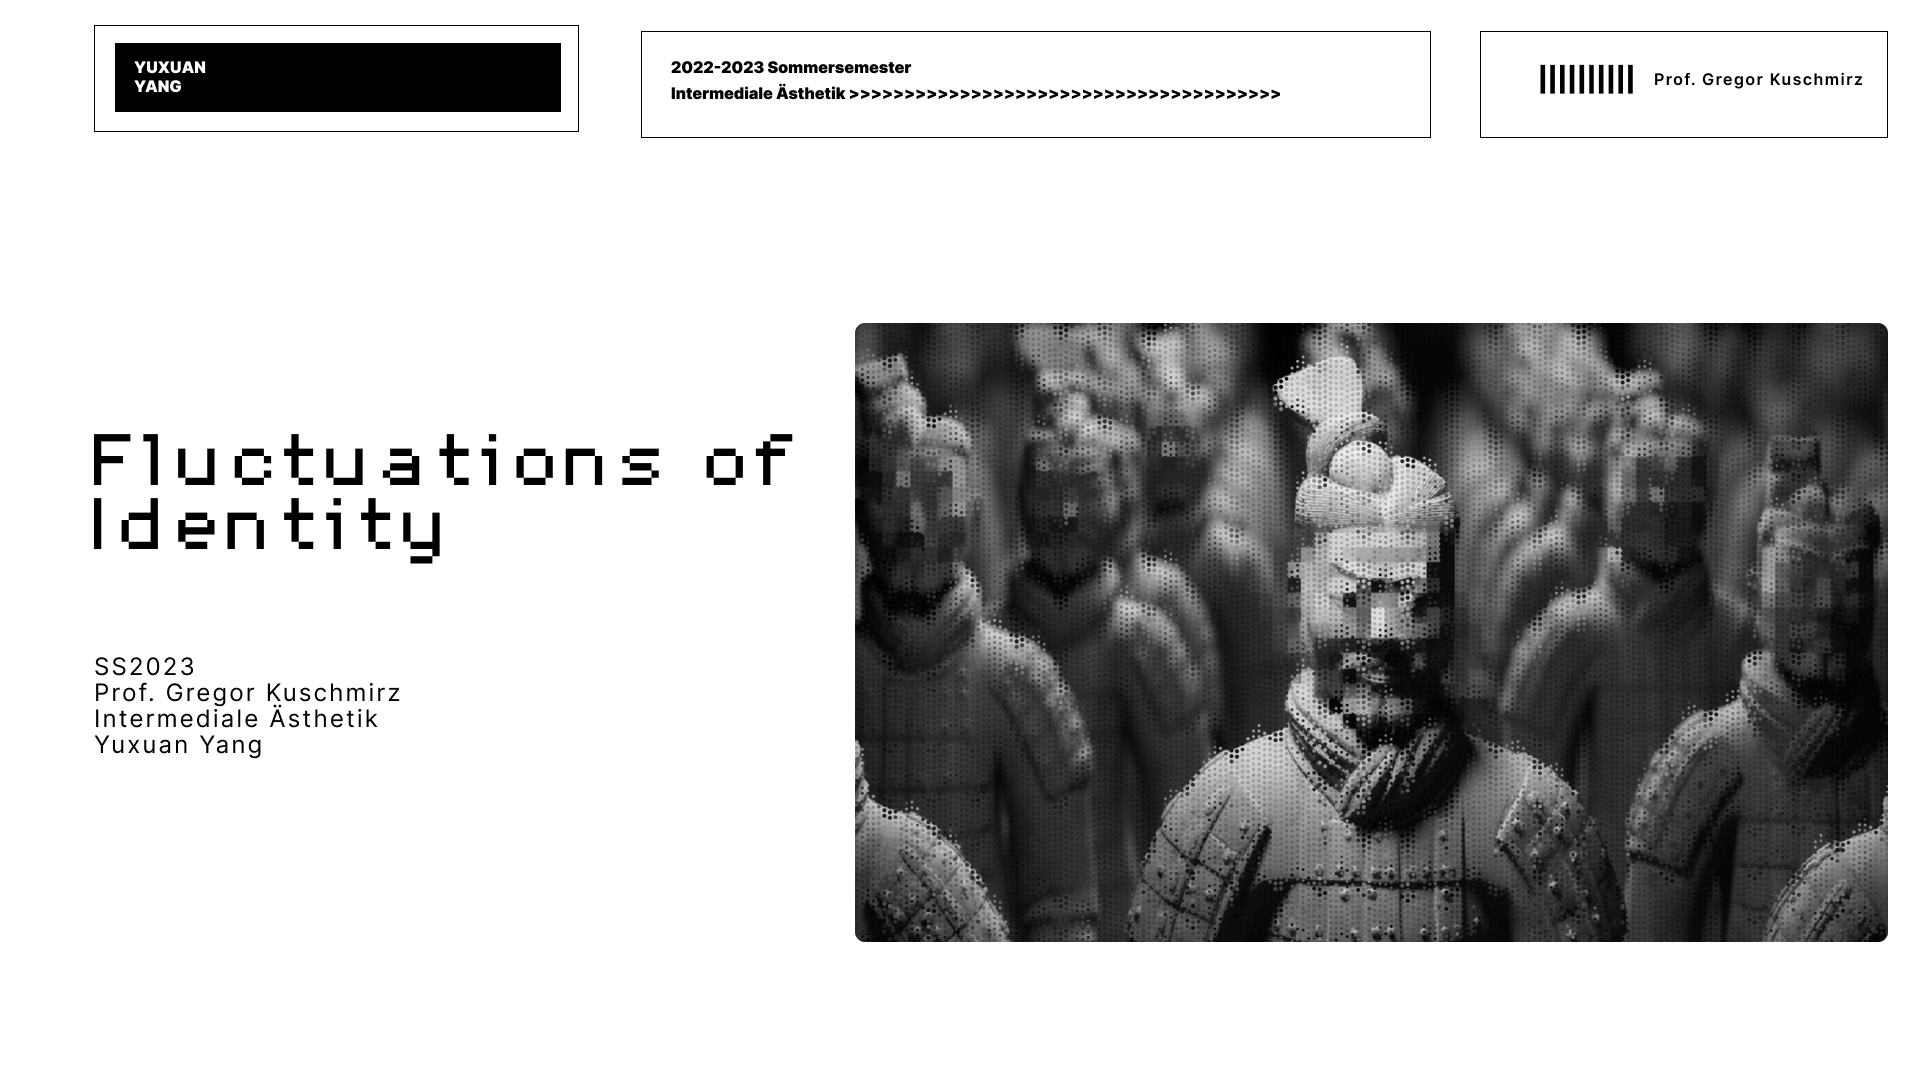 YUXUAN
YANG
2022-2023 Sommersemester
Intermediale Ästhetik >>>>>>>>>>>>>>>>>>>>>>>>>>>>>>>>>>>>>>>
Prof. Gregor Kuschmirz
Fluctuations of
Identity
SS2023
Prof. Gregor Kuschmirz
Intermediale Ästhetik
Yuxuan Yang